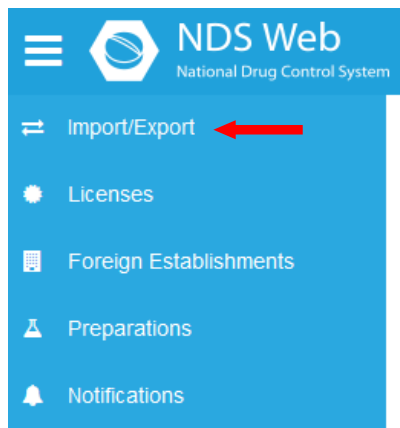 NDS Web
National Drug Control System
Import/Export
Licenses
Foreign Establishments
Preparations
Notifications